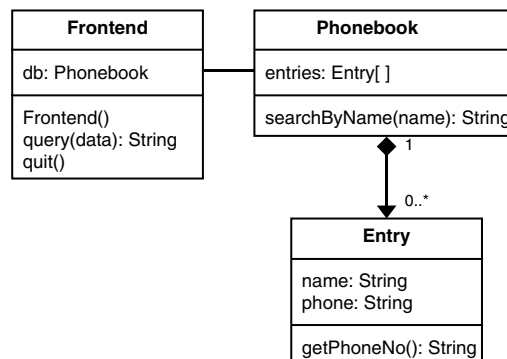 Frontend
db: Phonebook
Frontend()
query(data): String
quit()
Phonebook
entries: Entry[ ]
searchByName(name): String
1
0..*
Entry
name: String
phone: String
getPhoneNo(): String